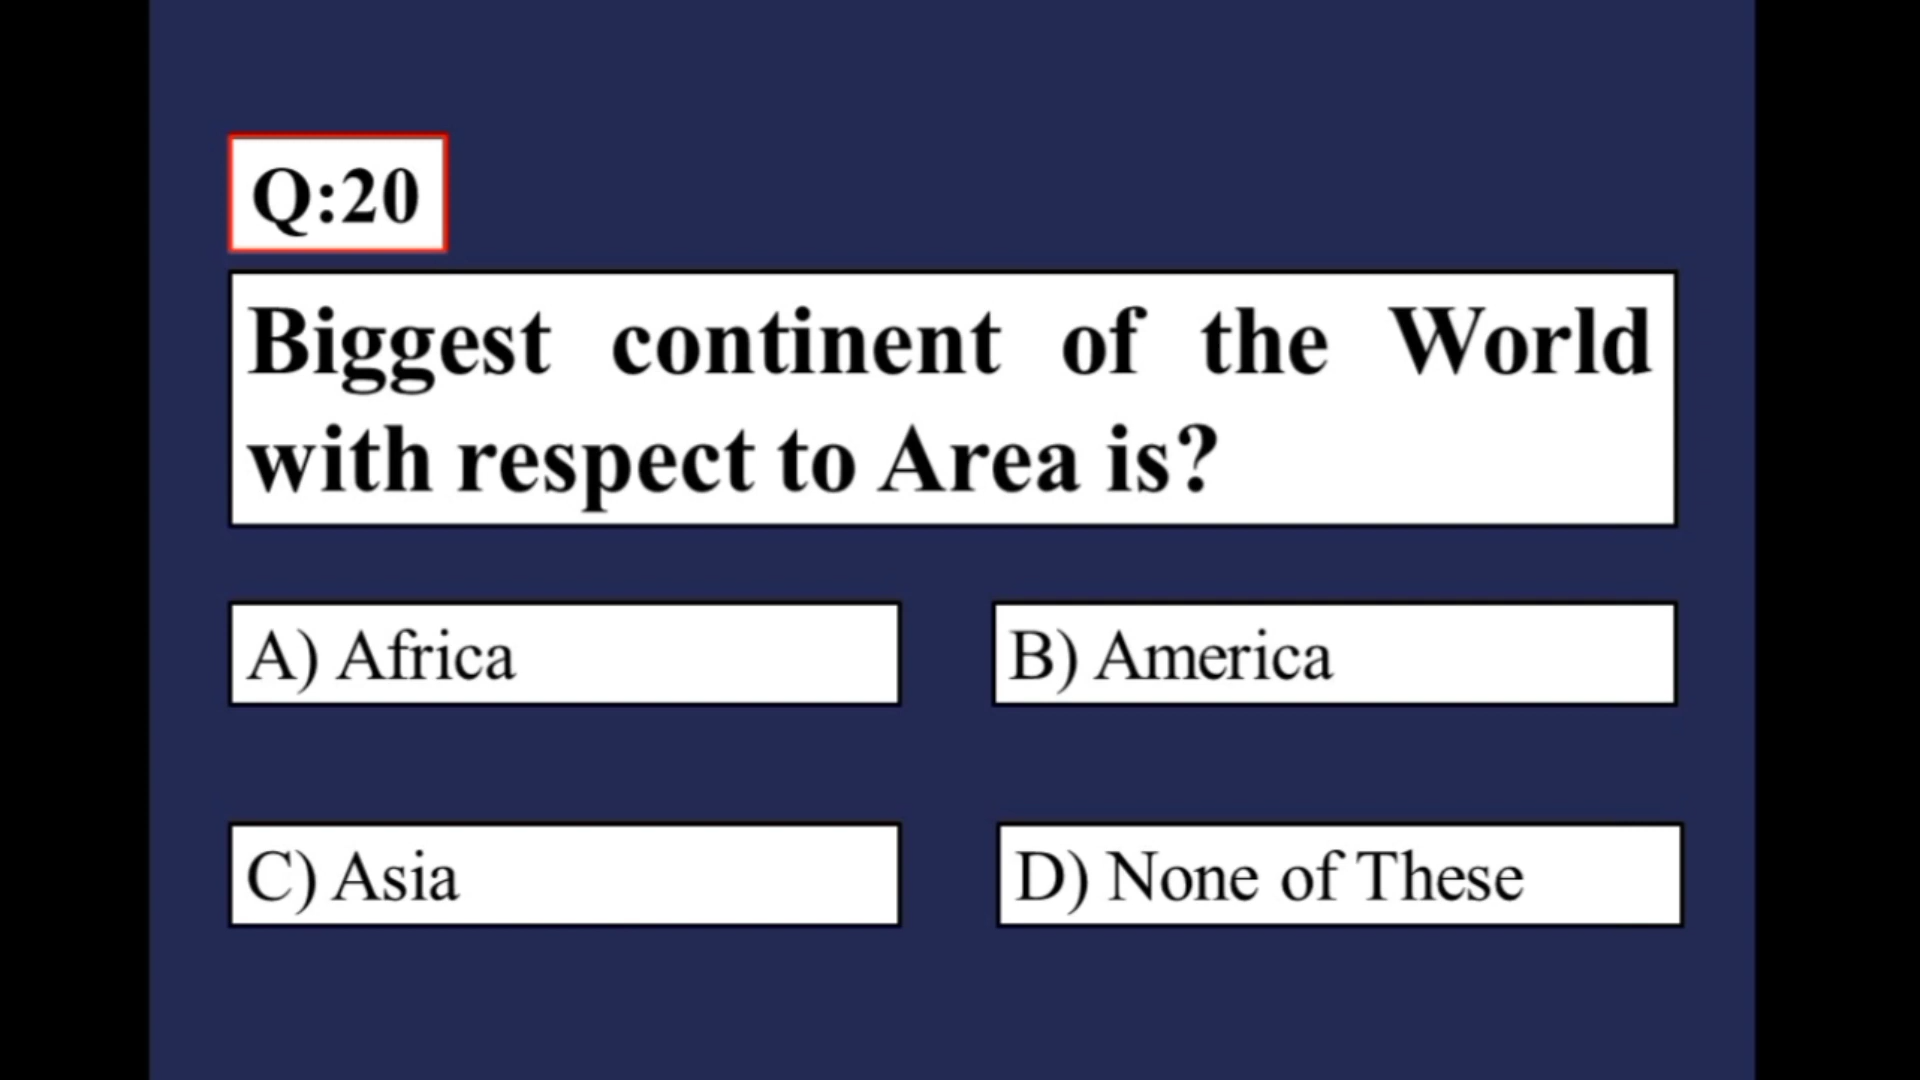 Q:20
Biggest continent of the World
with respect to Area is?
A) Africa
B) America
C) Asia
D) None of These